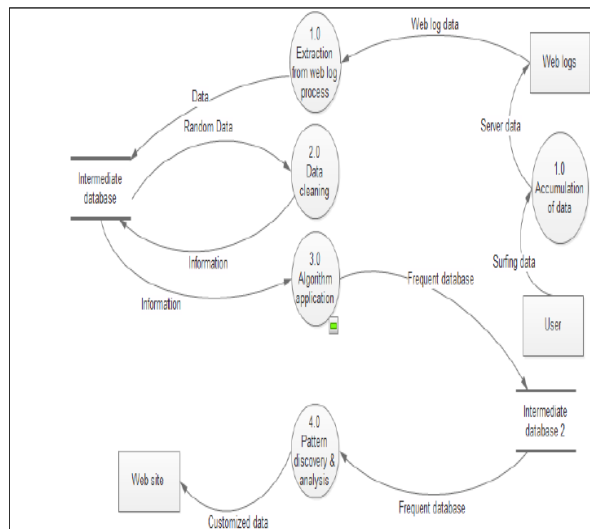 Web log data
1.0
Extraction
from web log
process
Web logs
Data
Random Data
Server data
2.0
Data
cleaning
Intermediate
database
1.0
Accumulation
of data
Information
3.0
Algorithm
application
Surfing data
Frequent database
Information
User
Intermediate
database 2
4.0
Pattern
discovery &
analysis
Web site
Frequent database
Customized data